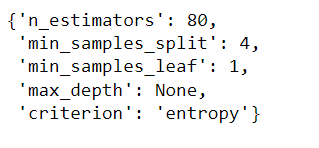 {'n_estimators': 80,
 'min_samples_split': 4,
 'min_samples_leaf': 1,
 'max_depth': None,
 'criterion': 'entropy'}